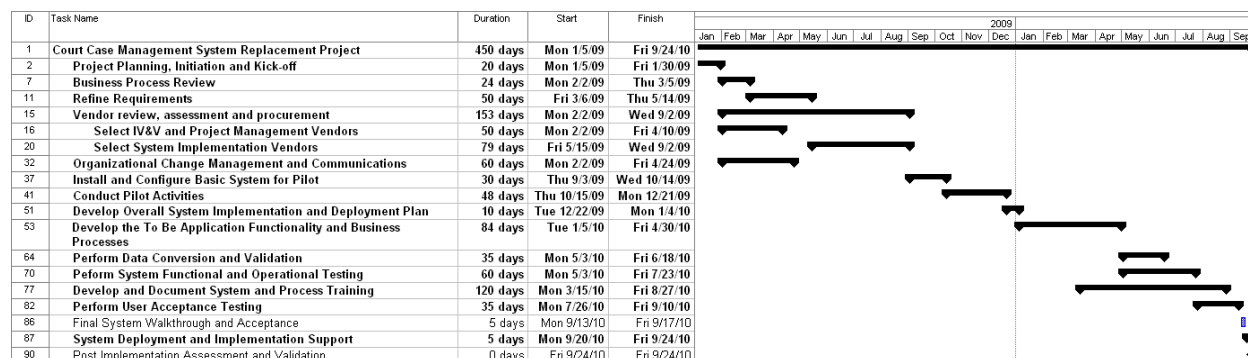 ID Task Name Duration Start Finish 2009
Jan Feb Mar Apr May Jun Jul Aug Sep Oct Nov Dec Jan Feb Mar Apr May Jun Jul Aug Sep
1 Court Case Management System Replacement Project 450 days Mon 1/5/09 Fri 9/24/10
2 Project Planning, Initiation and Kick-off 20 days Mon 1/5/09 Fri 1/30/09
7 Business Process Review 24 days Mon 2/2/09 Thu 3/5/09
11 Refine Requirements 50 days Fri 3/6/09 Thu 5/14/09
15 Vendor review, assessment and procurement 153 days Mon 2/2/09 Wed 9/2/09
16 Select IV&V and Project Management Vendors 50 days Mon 2/2/09 Fri 4/10/09
20 Select System Implementation Vendors 79 days Fri 5/15/09 Wed 9/2/09
32 Organizational Change Management and Communications 60 days Mon 2/2/09 Fri 4/24/09
37 Install and Configure Basic System for Pilot 30 days Thu 9/3/09 Wed 10/14/09
41 Conduct Pilot Activities 48 days Thu 10/15/09 Mon 12/21/09
51 Develop Overall System Implementation and Deployment Plan 10 days Tue 12/22/09 Mon 1/4/10
53 Develop the To Be Application Functionality and Business 84 days Tue 1/5/10 Fri 4/30/10
Processes
64 Perform Data Conversion and Validation 35 days Mon 5/3/10 Fri 6/18/10
70 Peform System Functional and Operational Testing 60 days Mon 5/3/10 Fri 7/23/10
77 Develop and Document System and Process Training 120 days Mon 3/15/10 Fri 8/27/10
82 Perform User Acceptance Testing 35 days Mon 7/26/10 Fri 9/10/10
86 Final System Walkthrough and Acceptance 5 days Mon 9/13/10 Fri 9/17/10
87 System Deployment and Implementation Support 5 days Mon 9/20/10 Fri 9/24/10
90 Post Implementation Assessment and Validation 0 days Fri 9/24/10 Fri 9/24/10